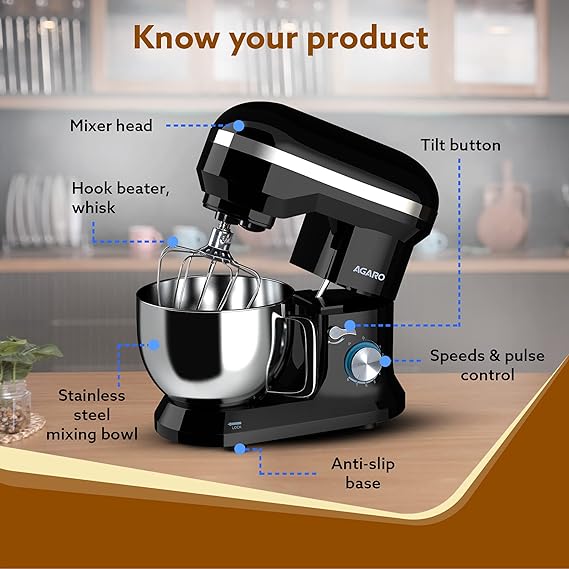 Know your product
Mixer head
Tilt button
Hook beater,
whisk
AGARO
Speeds & pulse
control
Stainless
steel
mixing bowl
LOCK
Anti-slip
base